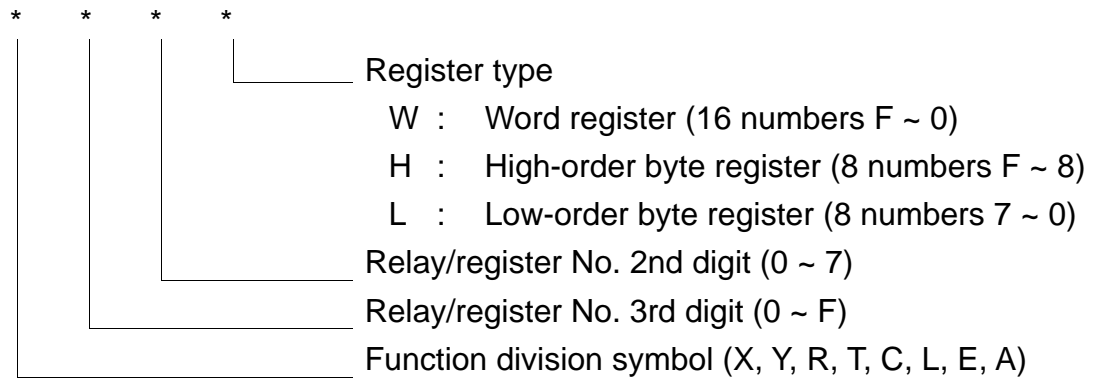 * * * *
Register type
W : Word register (16 numbers F ~ 0)
H : High-order byte register (8 numbers F ~ 8)
L : Low-order byte register (8 numbers 7 ~ 0)
Relay/register No. 2nd digit (0 ~ 7)
Relay/register No. 3rd digit (0 ~ F)
Function division symbol (X, Y, R, T, C, L, E, A)